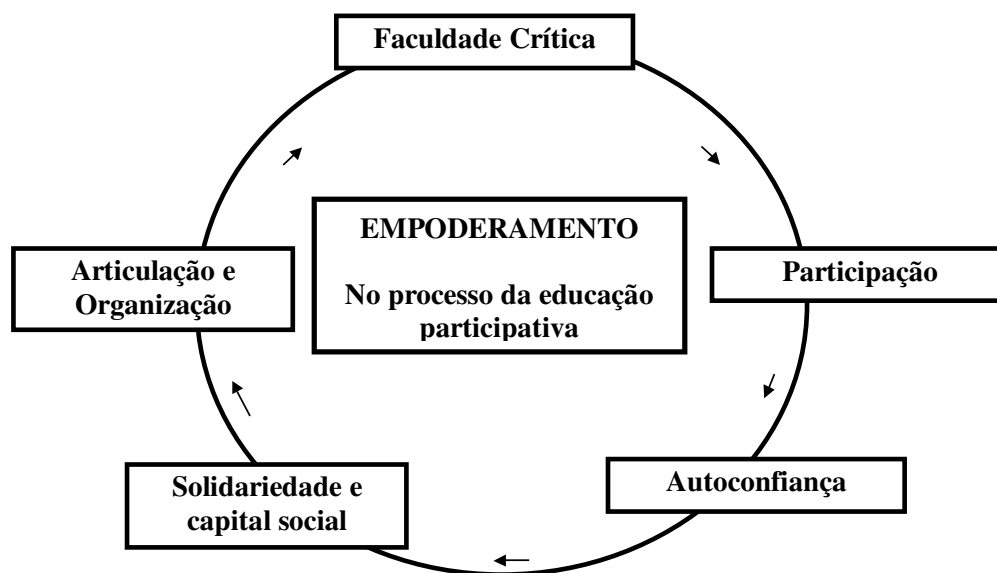 Faculdade Crítica
EMPODERAMENTO
No processo da educação
participativa
Articulação e
Organização
Participação
Solidariedade e
capital social
Autoconfiança